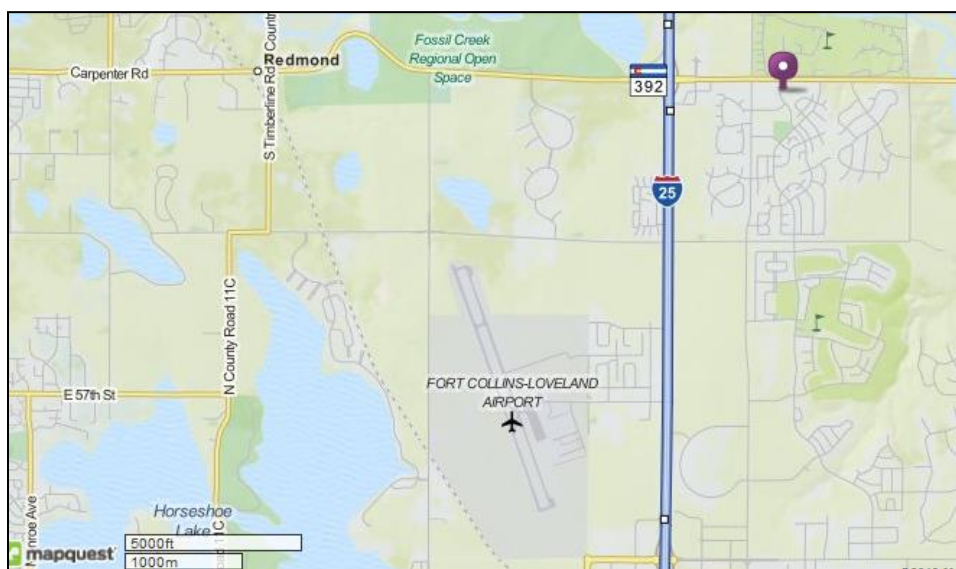 Fossil Creek
Regional Open
Space
Redmond
Carpenter Rd
392
S Timberline Rd
25
N County Road 11C
FORT COLLINS-LOVELAND
AIRPORT
E 57th St
Horseshoe
Lake
5000ft
1000m
mapquest